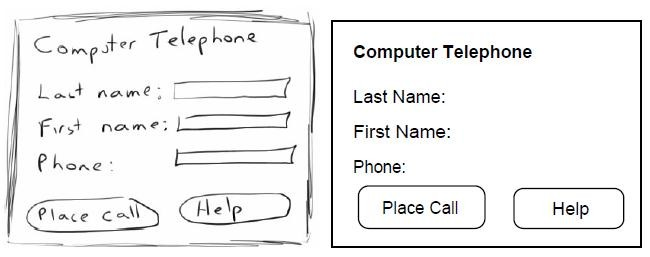 Computer Telephone
Last name:
First name:
Phone:
Place call
Help
Computer Telephone
Last Name:
First Name:
Phone:
Place Call
Help